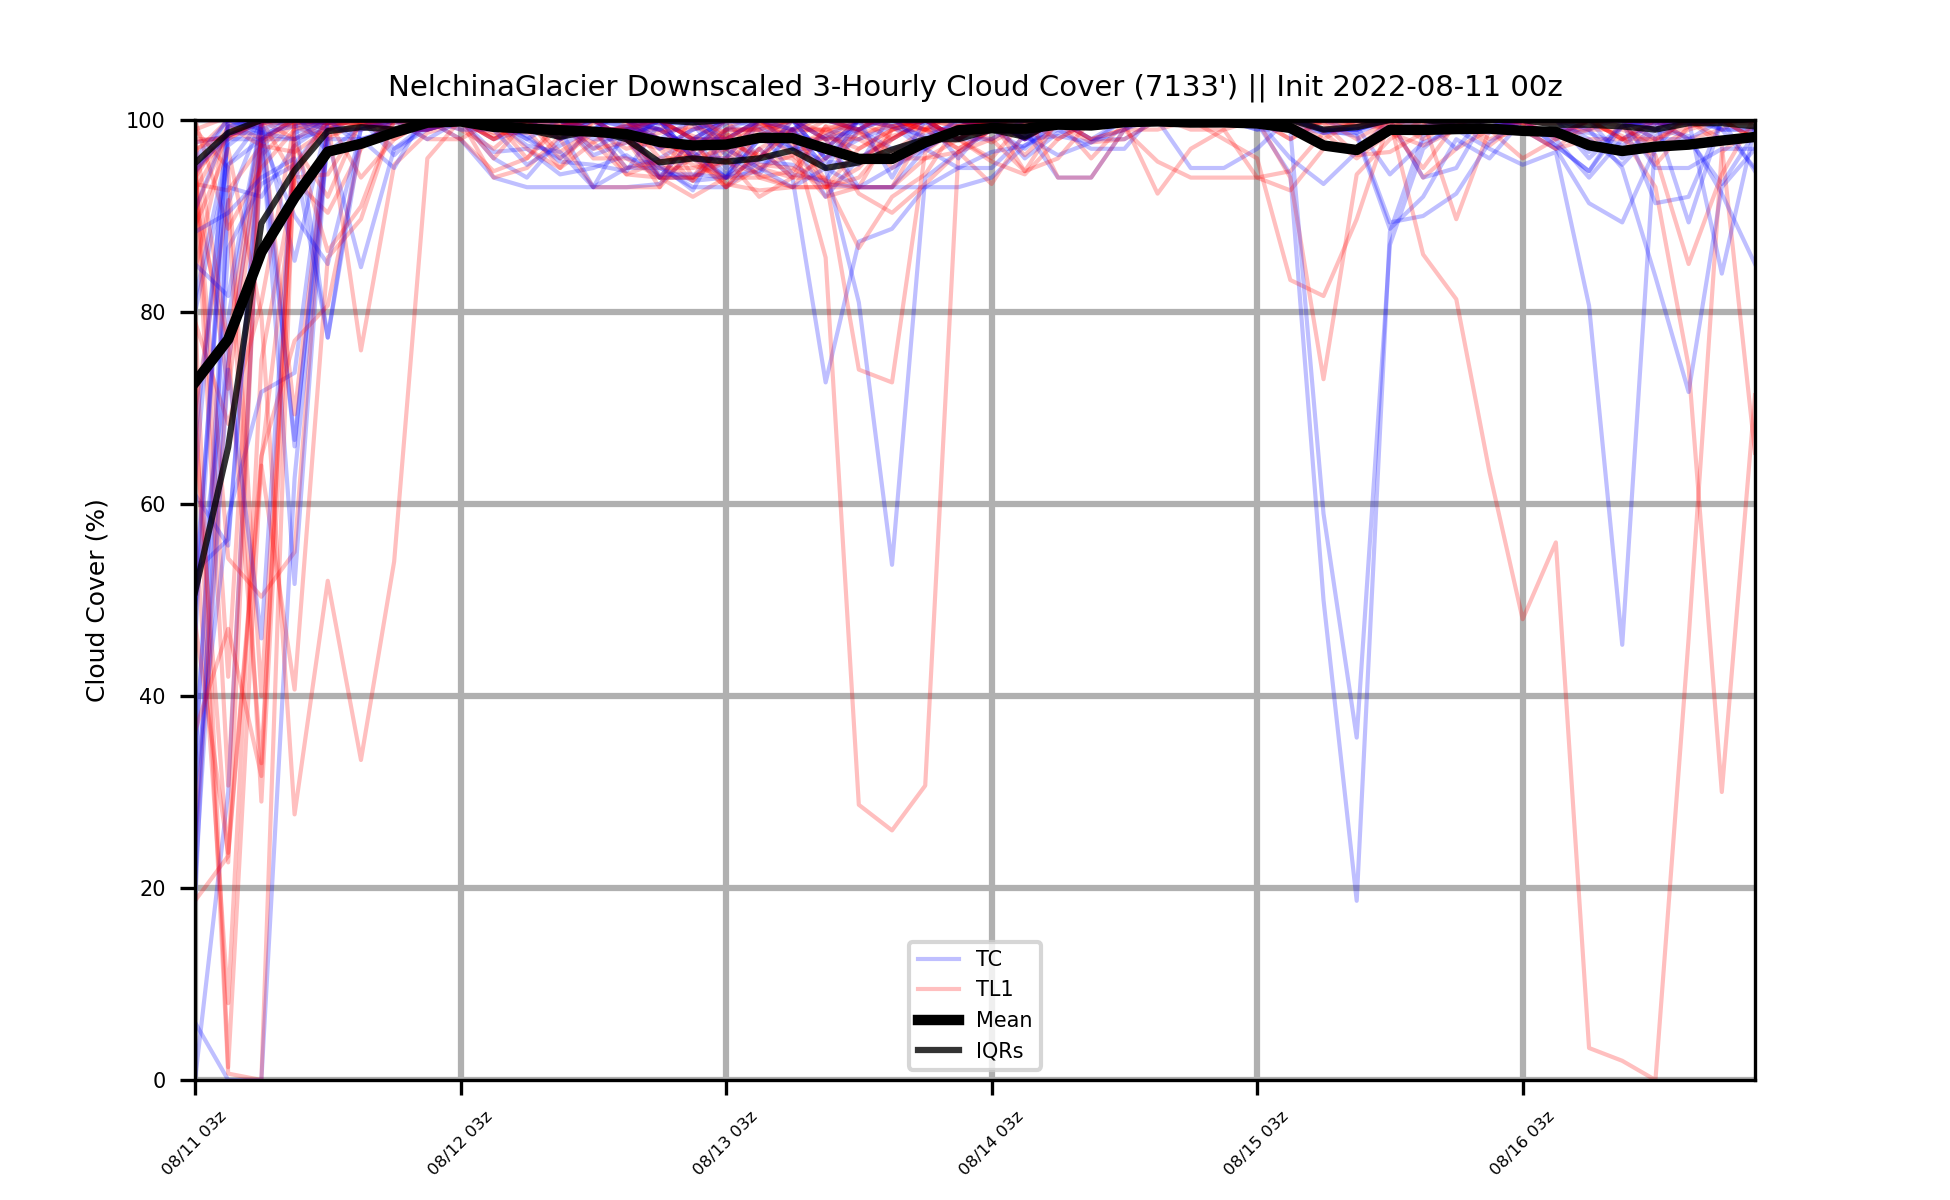 NelchinaGlacier Downscaled 3-Hourly Cloud Cover (7133') || Init 2022-08-11 00z
Cloud Cover (%)
100
80
60
40
20
0
TC
TL1
Mean
IQRs
08/11 03z
08/12 03z
08/13 03z
08/14 03z
08/15 03z
08/16 03z